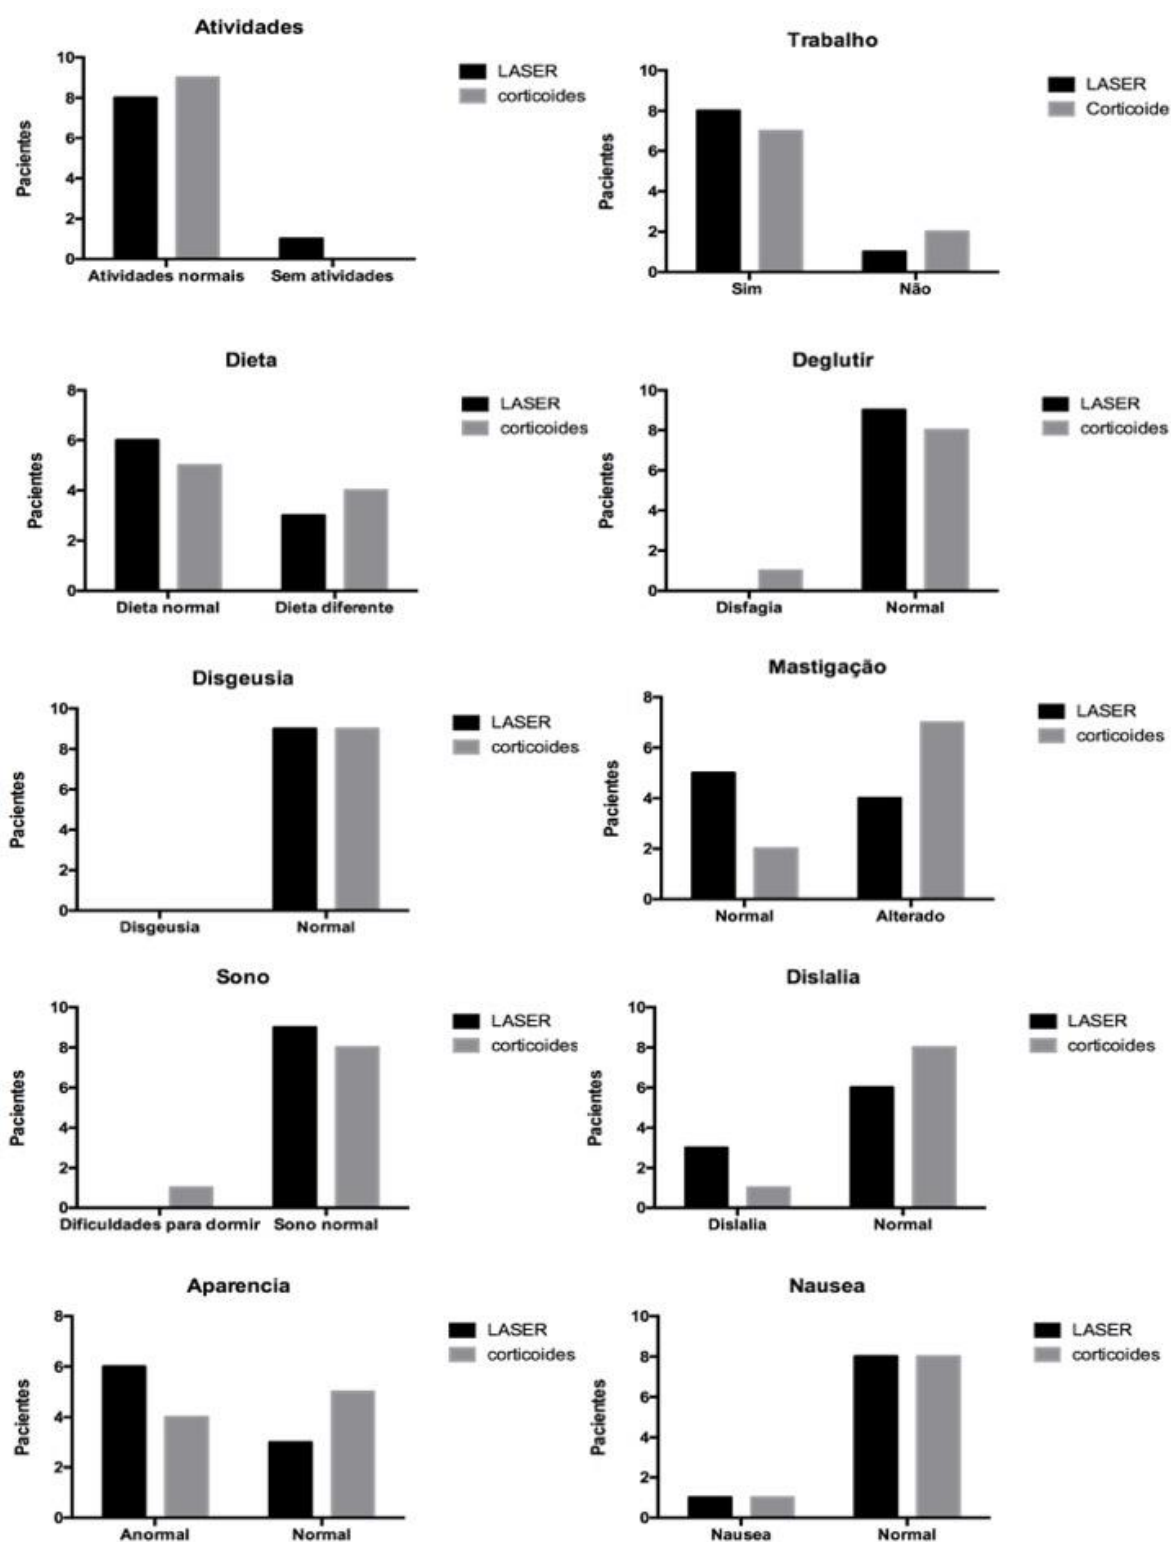 Atividades
10
8
6
4
2
0
Pacientes
LASER
corticoides
Atividades normais
Sem atividades
Trabalho
10
8
6
4
2
0
Pacientes
LASER
Corticoide
Sim
Não
Dieta
8
6
4
2
0
Pacientes
LASER
corticoides
Dieta normal
Dieta diferente
Deglutir
10
8
6
4
2
0
Pacientes
LASER
corticoides
Disfagia
Normal
Disgeusia
10
8
6
4
2
0
Pacientes
LASER
corticoides
Disgeusia
Normal
Mastigação
8
6
4
2
0
Pacientes
LASER
corticoides
Normal
Alterado
Sono
10
8
6
4
2
0
Pacientes
LASER
corticoides
Dificuldades para dormir
Sono normal
Dislalia
10
8
6
4
2
0
Pacientes
LASER
corticoides
Dislalia
Normal
Aparencia
8
6
4
2
0
Pacientes
LASER
corticoides
Anormal
Normal
Nausea
10
8
6
4
2
0
Pacientes
LASER
corticoides
Nausea
Normal